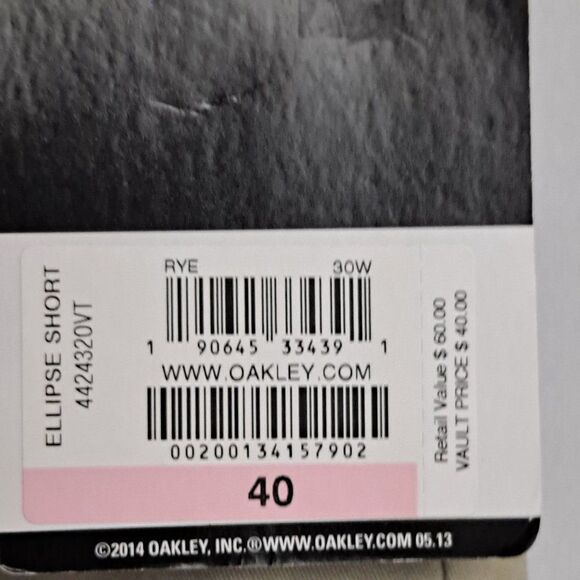 RYE 30W
1 90645 33439 1
WWW.OAKLEY.COM
00200134157902
40
ELLIPSE SHORT
4424320VT
Retail Value $ 60.00
VAULT PRICE $ 40.00
©2014 OAKLEY, INC.®WWW.OAKLEY.COM 05.13